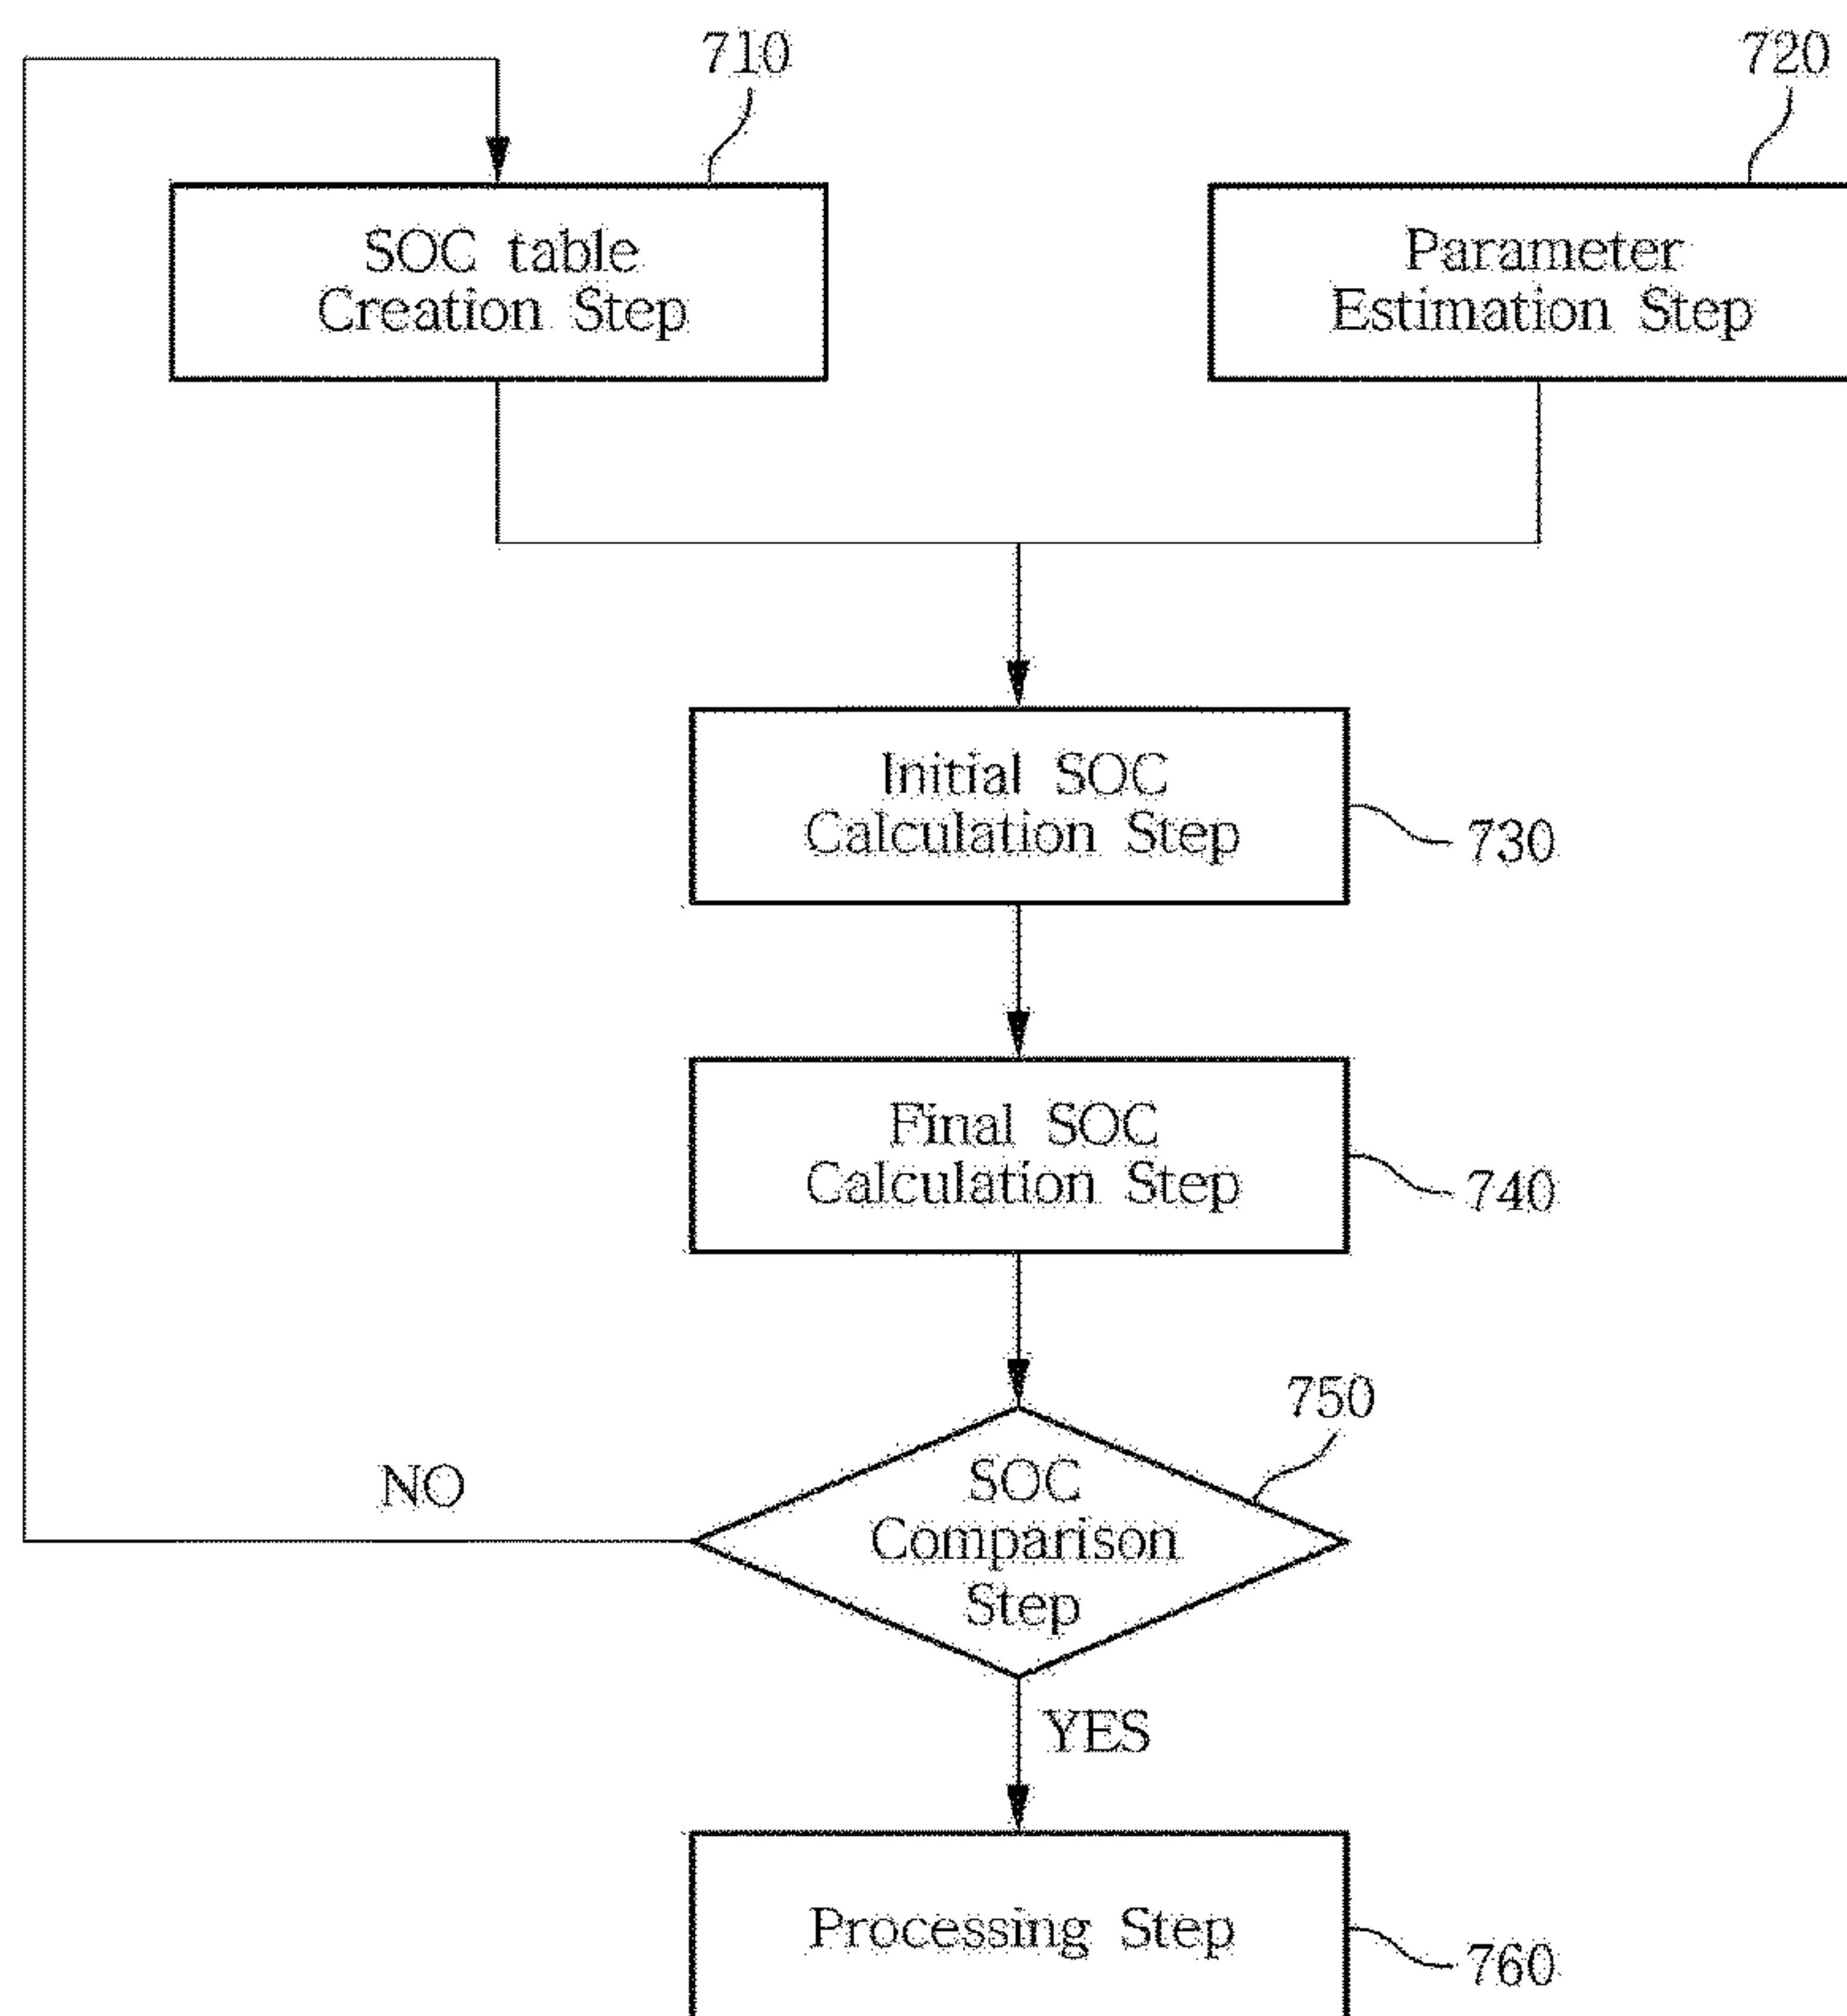 710
720
SOC table
Creation Step
Parameter
Estimation Step
Initial SOC
Calculation Step
730
Final SOC
Calculation Step
740
750
SOC
Comparison
Step
NO
YES
Processing Step
760